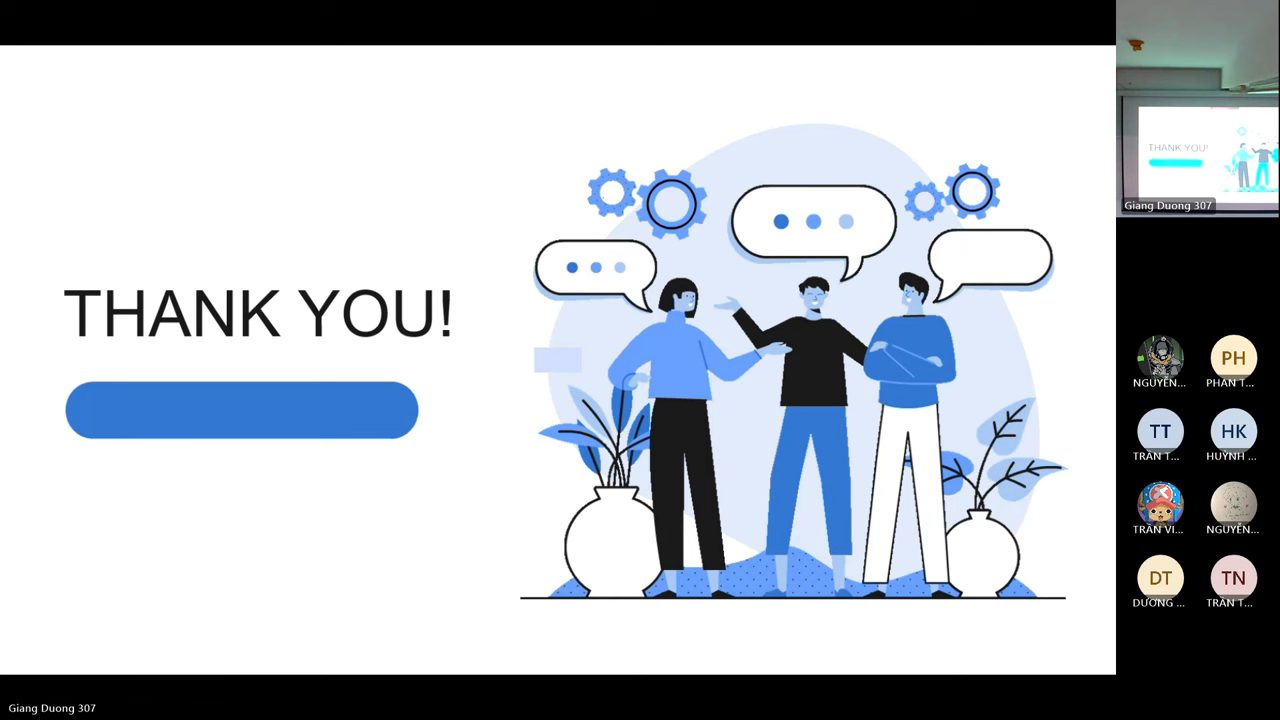 THANK YOU!
THANK YOU!
Giang Duong 307
NGUYỄN...
PHAN T...
TT
TRẦN T...
PH
HK
HUỲNH ...
TRẦN VI...
NGUYỄN...
DT
DƯƠNG ...
TN
TRẦN T...
Giang Duong 307